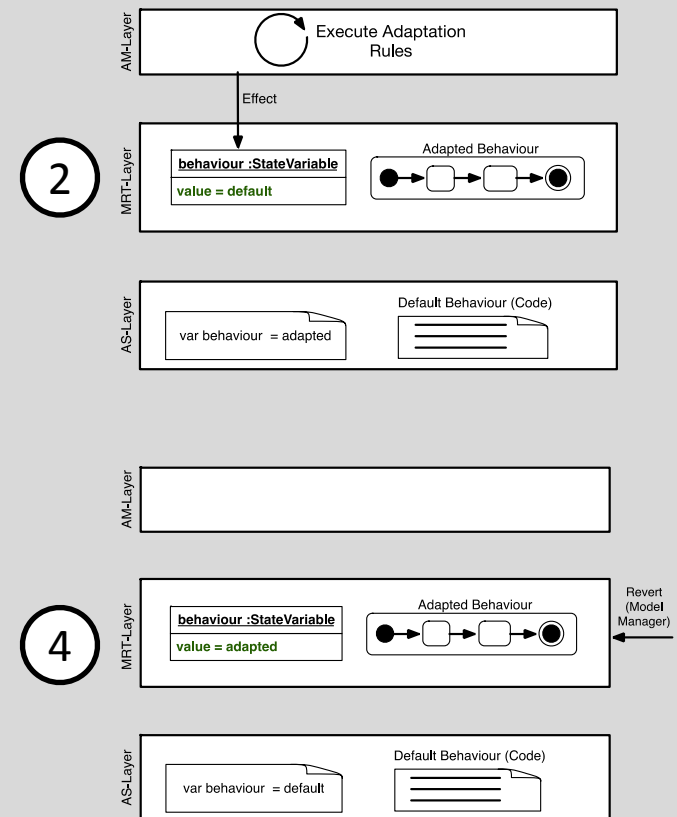 AM-Layer
Execute Adaptation
Rules
Effect
2
MRT-Layer
behaviour :StateVariable
value = default
Adapted Behaviour
AS-Layer
var behaviour = adapted
Default Behaviour (Code)
AM-Layer
4
MRT-Layer
behaviour :StateVariable
value = adapted
Adapted Behaviour
Revert
(Model
Manager)
AS-Layer
var behaviour = default
Default Behaviour (Code)